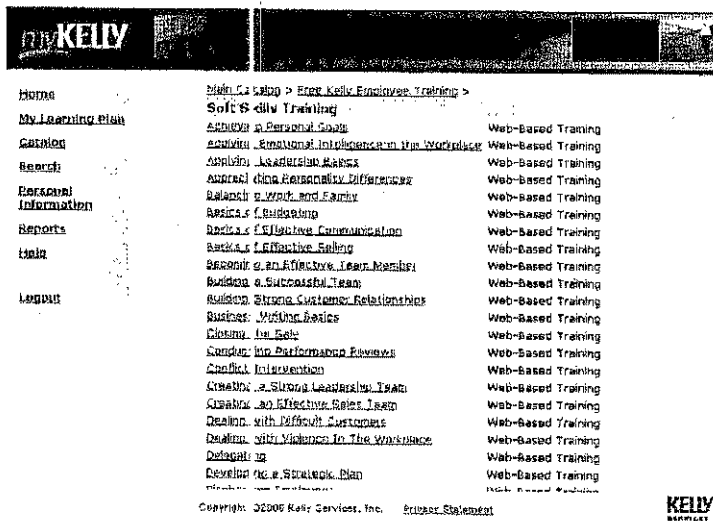 myKELLY
Home
My Learning Plan
Catalog
Search
Personal
Information
Reports
Help
Logout
Main Catalog > Free Kelly Employee Training >
Soft Skills Training
Achieving Personal Goals Web-Based Training
Applying Emotional Intelligence in the Workplace Web-Based Training
Applying Leadership Basics Web-Based Training
Appreciating Personality Differences Web-Based Training
Balancing Work and Family Web-Based Training
Basics of Budgeting Web-Based Training
Basics of Effective Communication Web-Based Training
Basics of Effective Selling Web-Based Training
Becoming an Effective Team Member Web-Based Training
Building a Successful Team Web-Based Training
Building Strong Customer Relationships Web-Based Training
Business Writing Basics Web-Based Training
Closing the Sale Web-Based Training
Conducting Performance Reviews Web-Based Training
Conflict Intervention Web-Based Training
Creating a Strong Leadership Team Web-Based Training
Creating an Effective Sales Team Web-Based Training
Dealing with Difficult Customers Web-Based Training
Dealing with Violence In The Workplace Web-Based Training
Delegating Web-Based Training
Developing a Strategic Plan Web-Based Training
Web-Based Training
Copyright ©2006 Kelly Services, Inc. Privacy Statement
KELLY
SERVICES